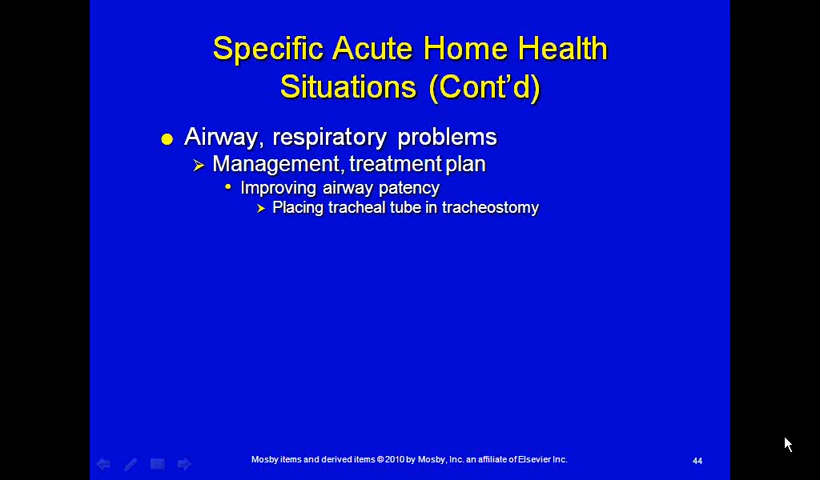 Specific Acute Home Health
Situations (Cont’d)
Airway, respiratory problems
Management, treatment plan
Improving airway patency
Placing tracheal tube in tracheostomy
Mosby items and derived items © 2010 by Mosby, Inc. an affiliate of Elsevier Inc.
44